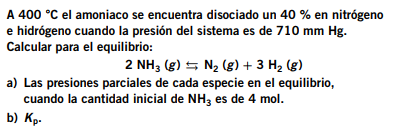 A 400 °C el amoniaco se encuentra disociado un 40 % en nitrógeno
e hidrógeno cuando la presión del sistema es de 710 mm Hg.
Calcular para el equilibrio:
2 NH₃ (g) ⇆ N₂ (g) + 3 H₂ (g)
a) Las presiones parciales de cada especie en el equilibrio,
cuando la cantidad inicial de NH₃ es de 4 mol.
b) Kₚ.